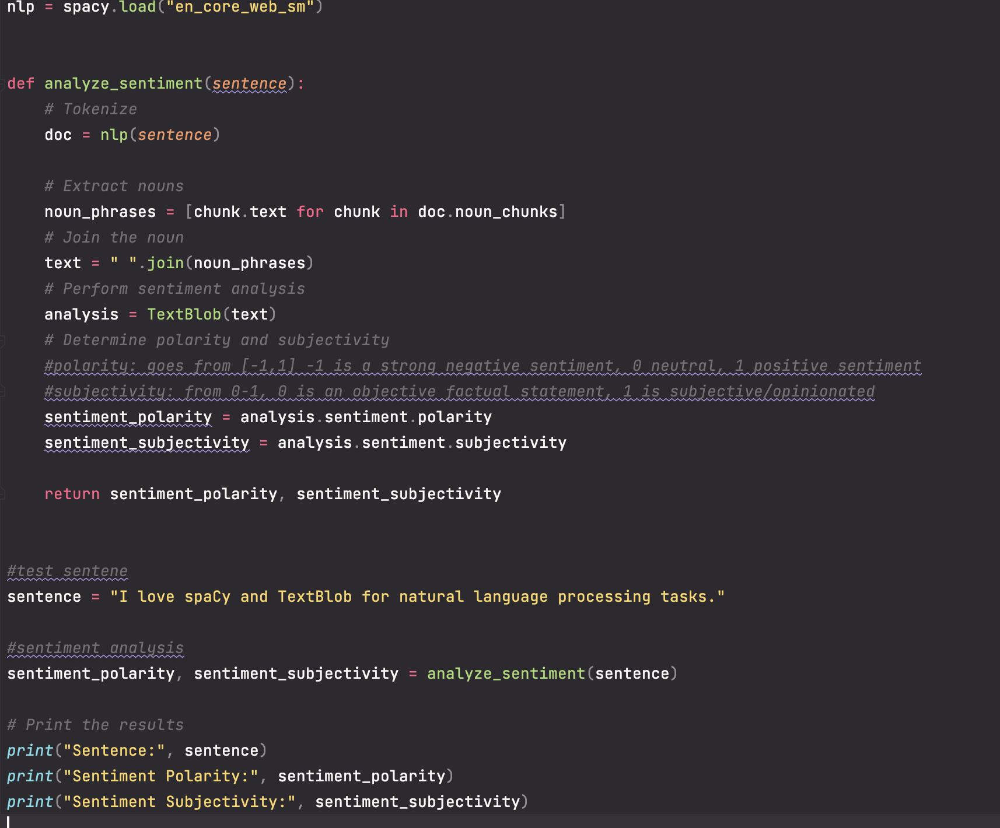 nlp = spacy.load("en_core_web_sm")
def analyze_sentiment(sentence):
    # Tokenize
    doc = nlp(sentence)
    # Extract nouns
    noun_phrases = [chunk.text for chunk in doc.noun_chunks]
    # Join the noun
    text = " ".join(noun_phrases)
    # Perform sentiment analysis
    analysis = TextBlob(text)
    # Determine polarity and subjectivity
    #polarity: goes from [-1,1] -1 is a strong negative sentiment, 0 neutral, 1 positive sentiment
    #subjectivity: from 0-1, 0 is an objective factual statement, 1 is subjective/opinionated
    sentiment_polarity = analysis.sentiment.polarity
    sentiment_subjectivity = analysis.sentiment.subjectivity
    return sentiment_polarity, sentiment_subjectivity
#test sentene
sentence = "I love spaCy and TextBlob for natural language processing tasks."
#sentiment analysis
sentiment_polarity, sentiment_subjectivity = analyze_sentiment(sentence)
# Print the results
print("Sentence:", sentence)
print("Sentiment Polarity:", sentiment_polarity)
print("Sentiment Subjectivity:", sentiment_subjectivity)